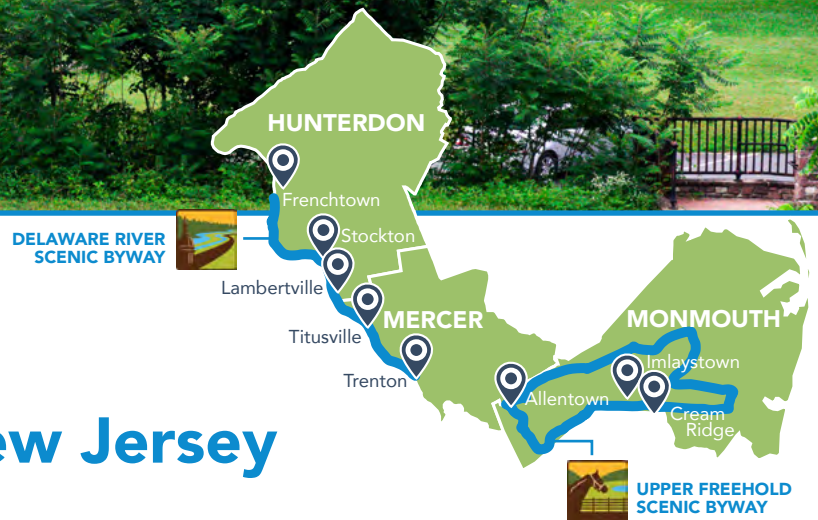 HUNTERDON
Frenchtown
Stockton
DELAWARE RIVER
SCENIC BYWAY
Lambertville
Titusville
MERCER
MONMOUTH
Trenton
Imlaystown
Allentown
Cream
Ridge
ew Jersey
UPPER FREEHOLD
SCENIC BYWAY